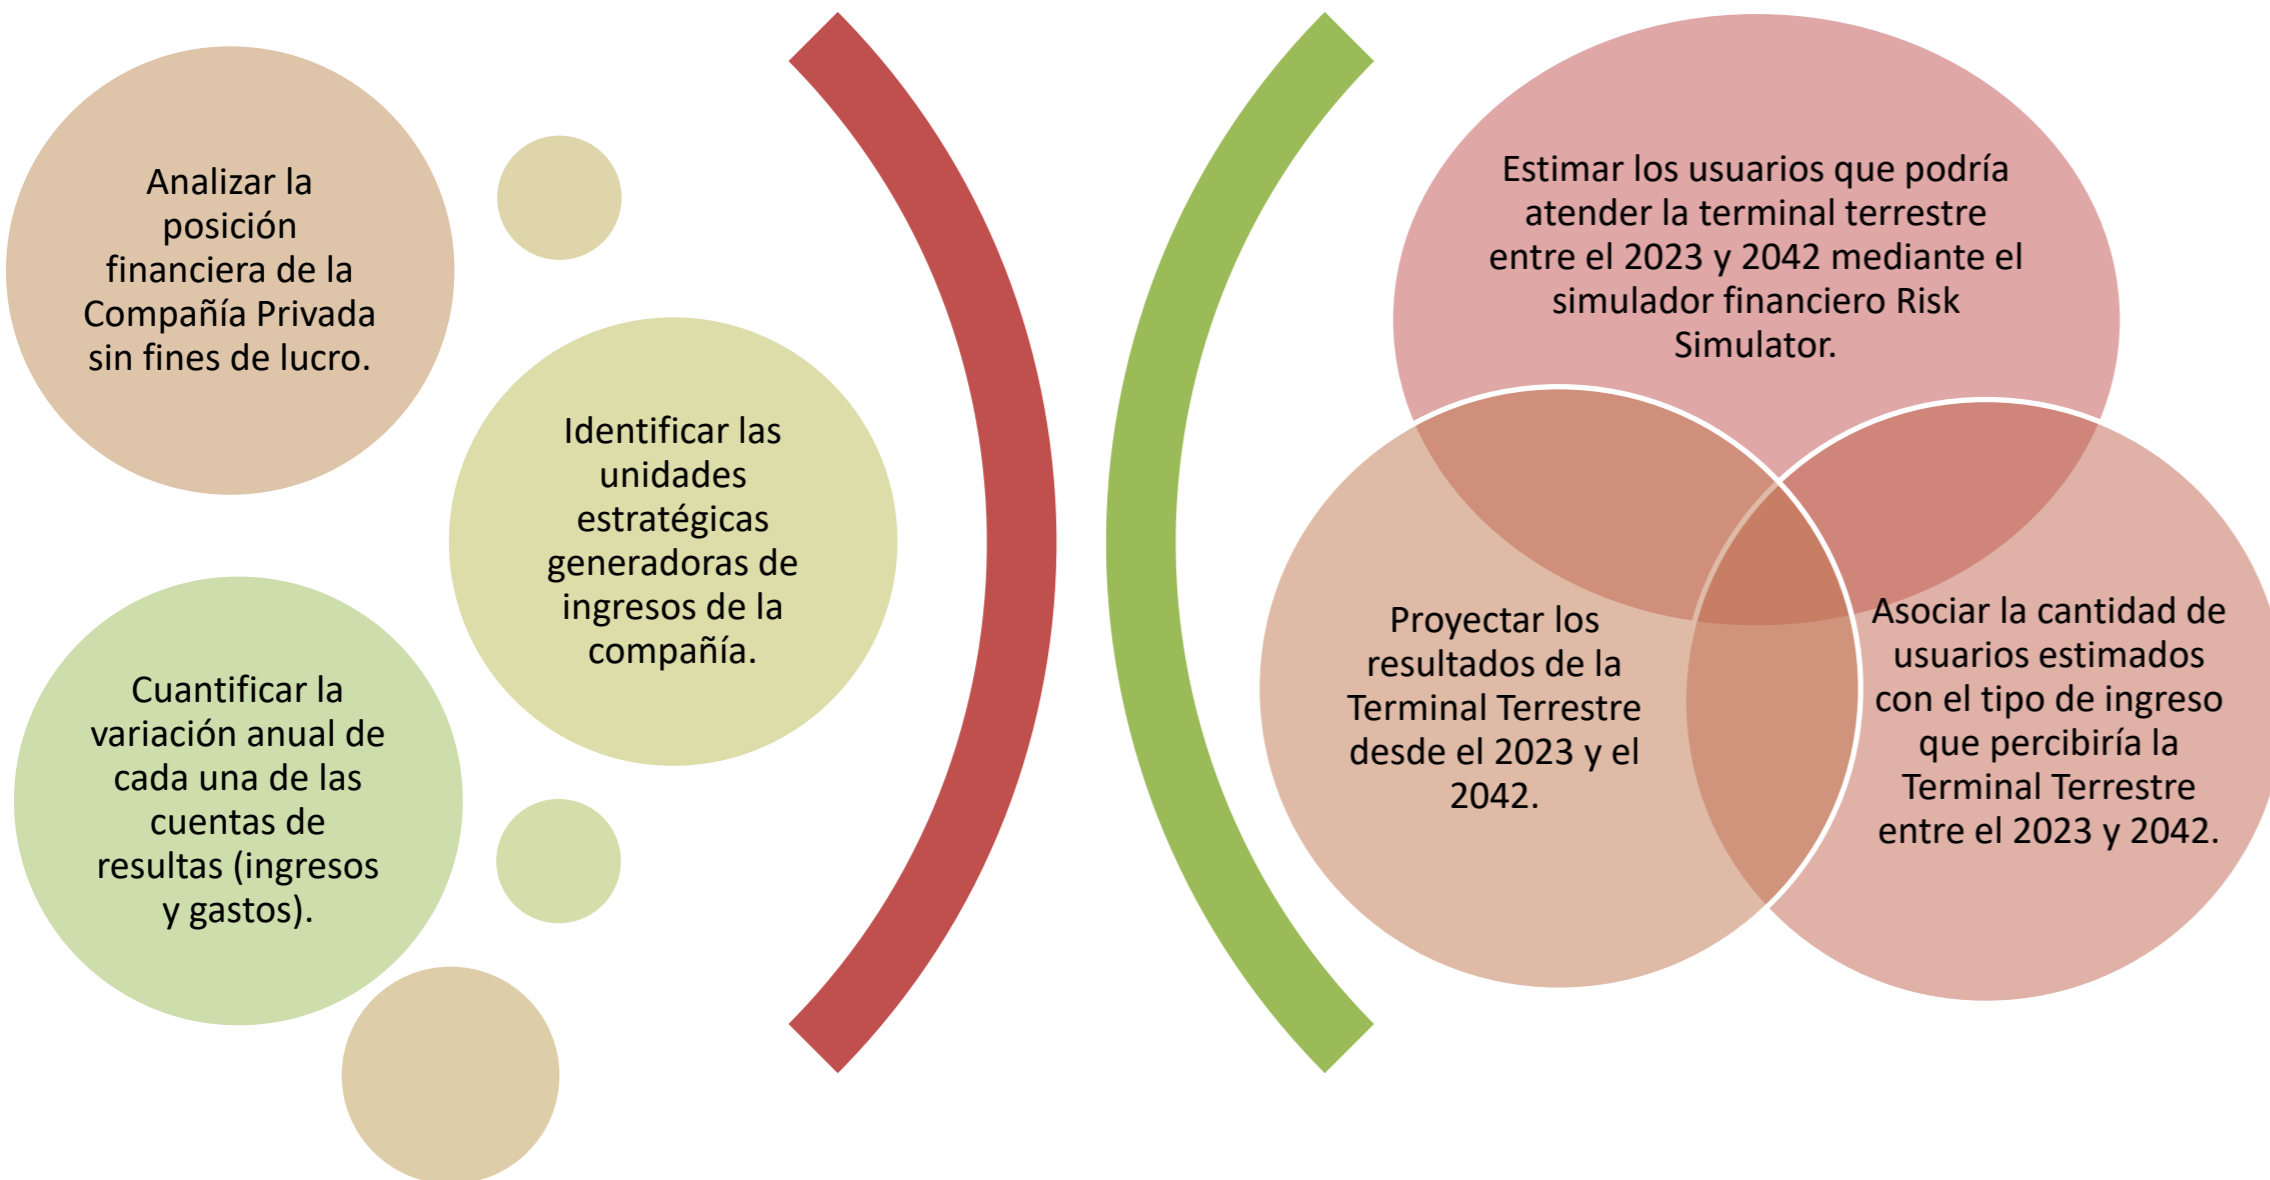 Analizar la
posición
financiera de la
Compañía Privada
sin fines de lucro.
Identificar las
unidades
estratégicas
generadoras de
ingresos de la
compañía.
Cuantificar la
variación anual de
cada una de las
cuentas de
resultas (ingresos
y gastos).
Estimar los usuarios que podría
atender la terminal terrestre
entre el 2023 y 2042 mediante el
simulador financiero Risk
Simulator.
Proyectar los
resultados de la
Terminal Terrestre
desde el 2023 y el
2042.
Asociar la cantidad de
usuarios estimados
con el tipo de ingreso
que percibiría la
Terminal Terrestre
entre el 2023 y 2042.